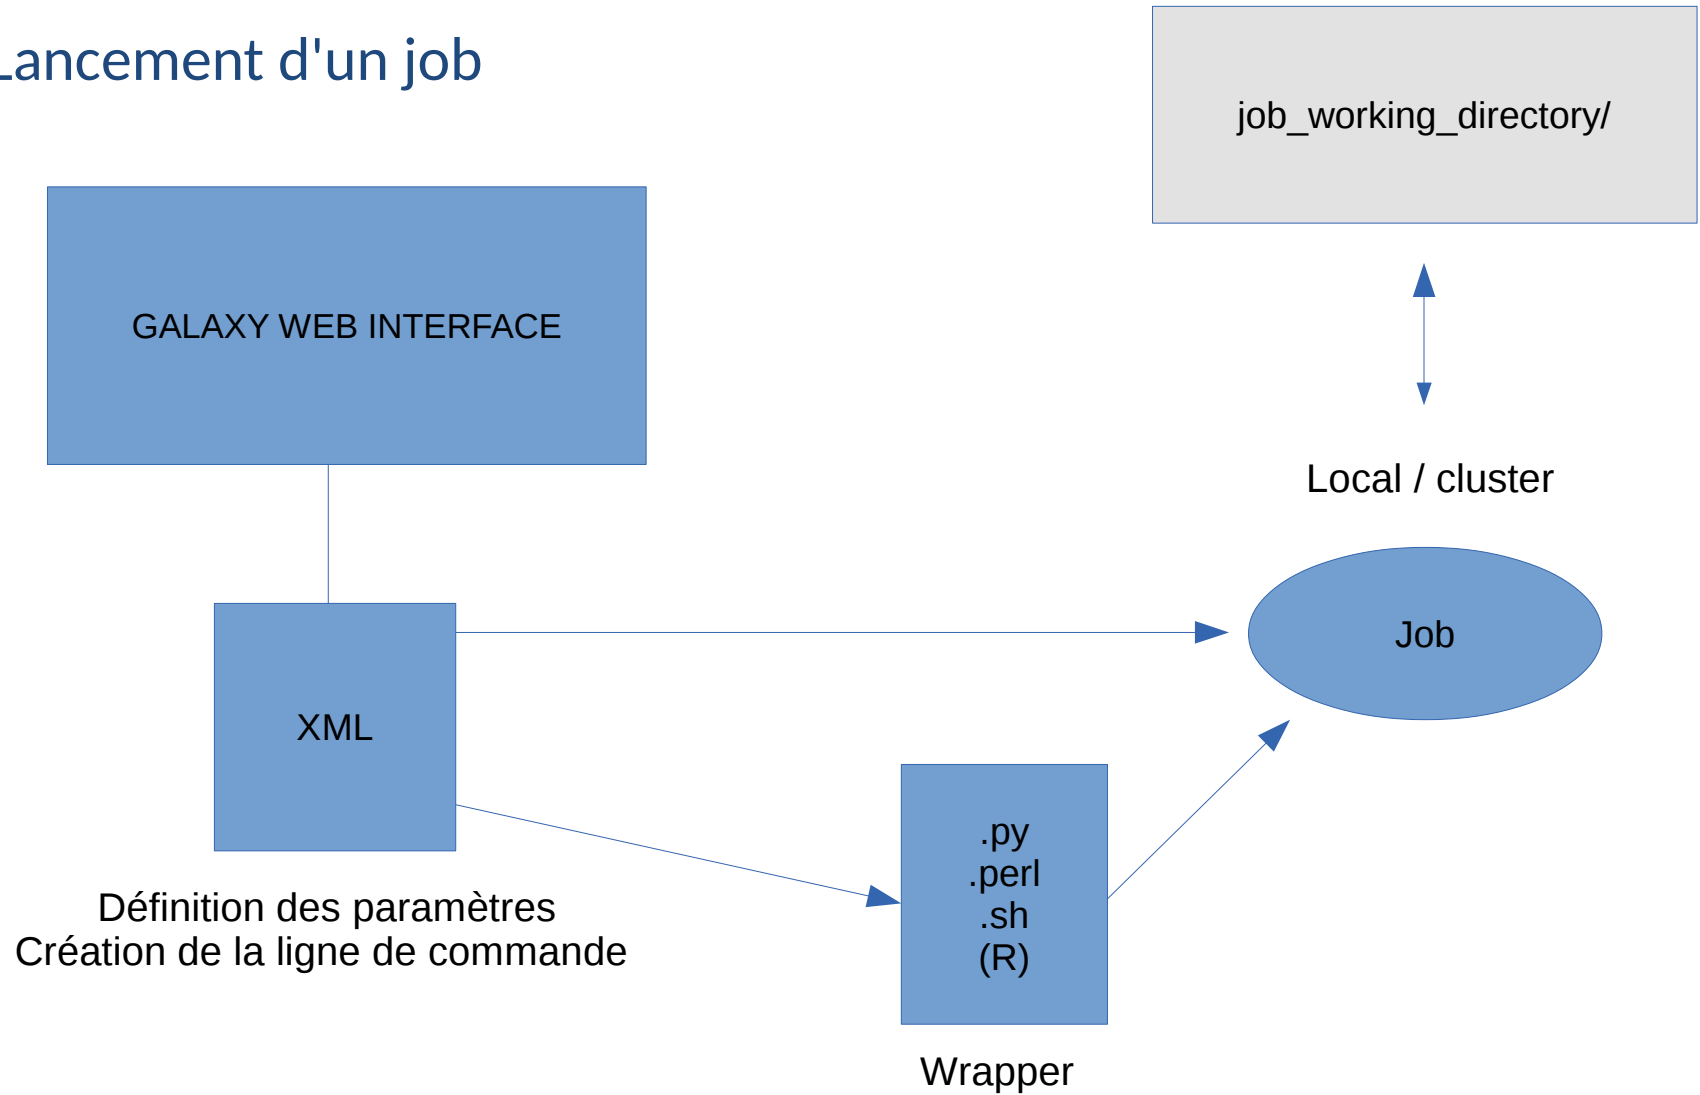 Lancement d'un job
job_working_directory/
GALAXY WEB INTERFACE
Local / cluster
Job
XML
.py
.perl
.sh
(R)
Définition des paramètres
Création de la ligne de commande
Wrapper